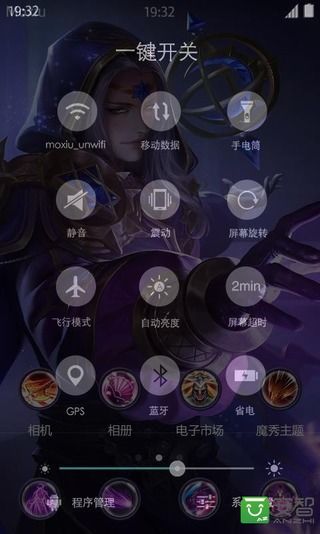 19:32 19:32
一键开关
moxiu_unwifi 移动数据 手电筒
静音 震动 屏幕旋转
2min
飞行模式 自动亮度 屏幕超时
GPS 蓝牙 省电
相机 相册 电子市场 魔秀主题
程序管理
安智
ANZHI